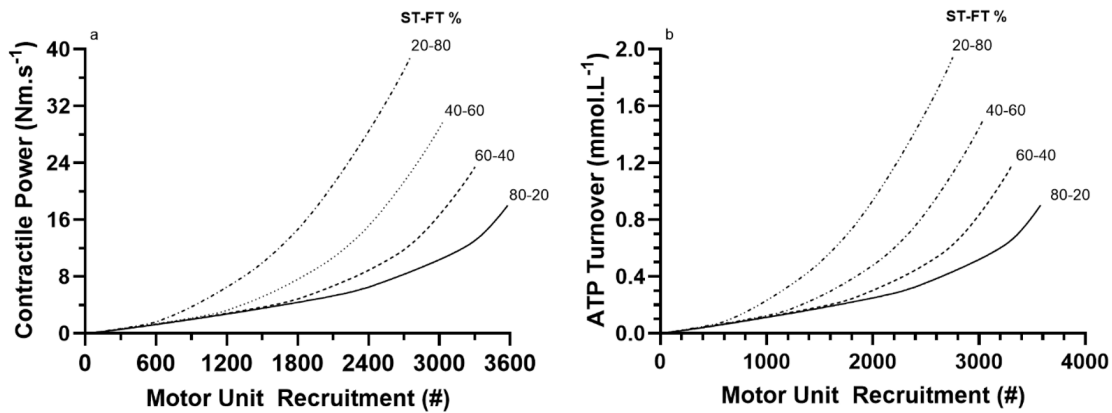 a
ST-FT %
20-80
40-60
60-40
80-20
Contractile Power (Nm.s⁻¹)
40
32
24
16
8
0
0 600 1200 1800 2400 3000 3600
Motor Unit Recruitment (#)
b
ST-FT %
20-80
40-60
60-40
80-20
ATP Turnover (mmol.L⁻¹)
2.0
1.6
1.2
0.8
0.4
0.0
0 1000 2000 3000 4000
Motor Unit Recruitment (#)